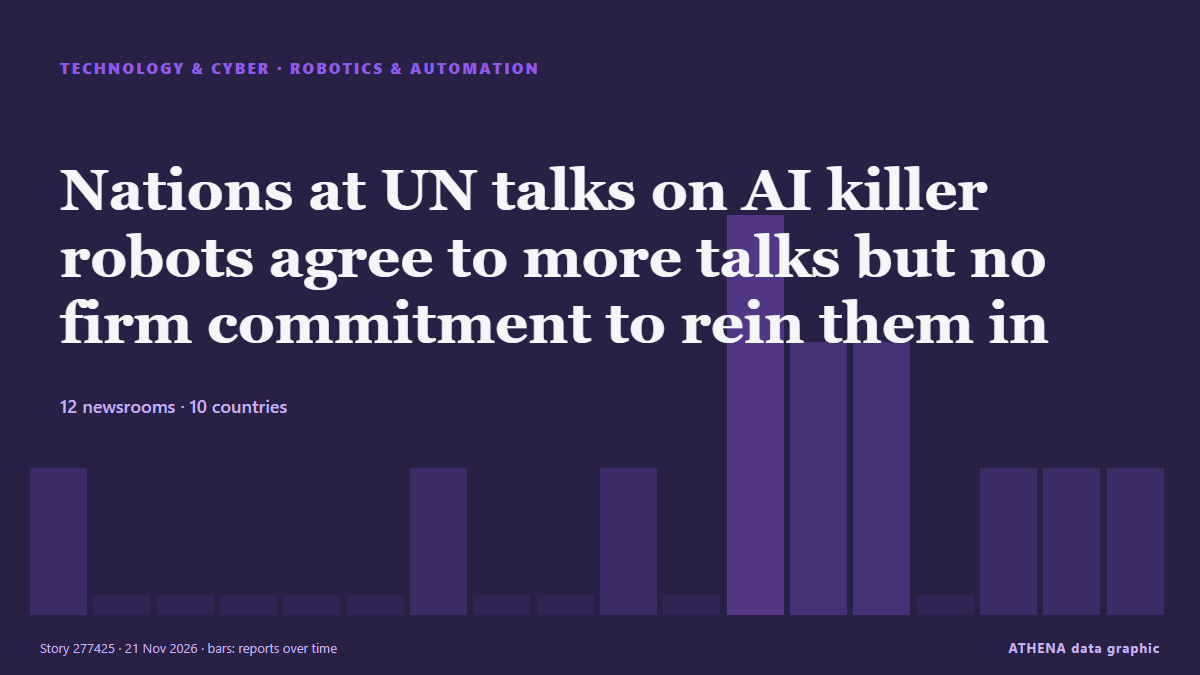 TECHNOLOGY & CYBER · ROBOTICS & AUTOMATION
Nations at UN talks on AI killer
robots agree to more talks but no
firm commitment to rein them in
12 newsrooms · 10 countries
Story 277425 · 21 Nov 2026 · bars: reports over time
ATHENA data graphic